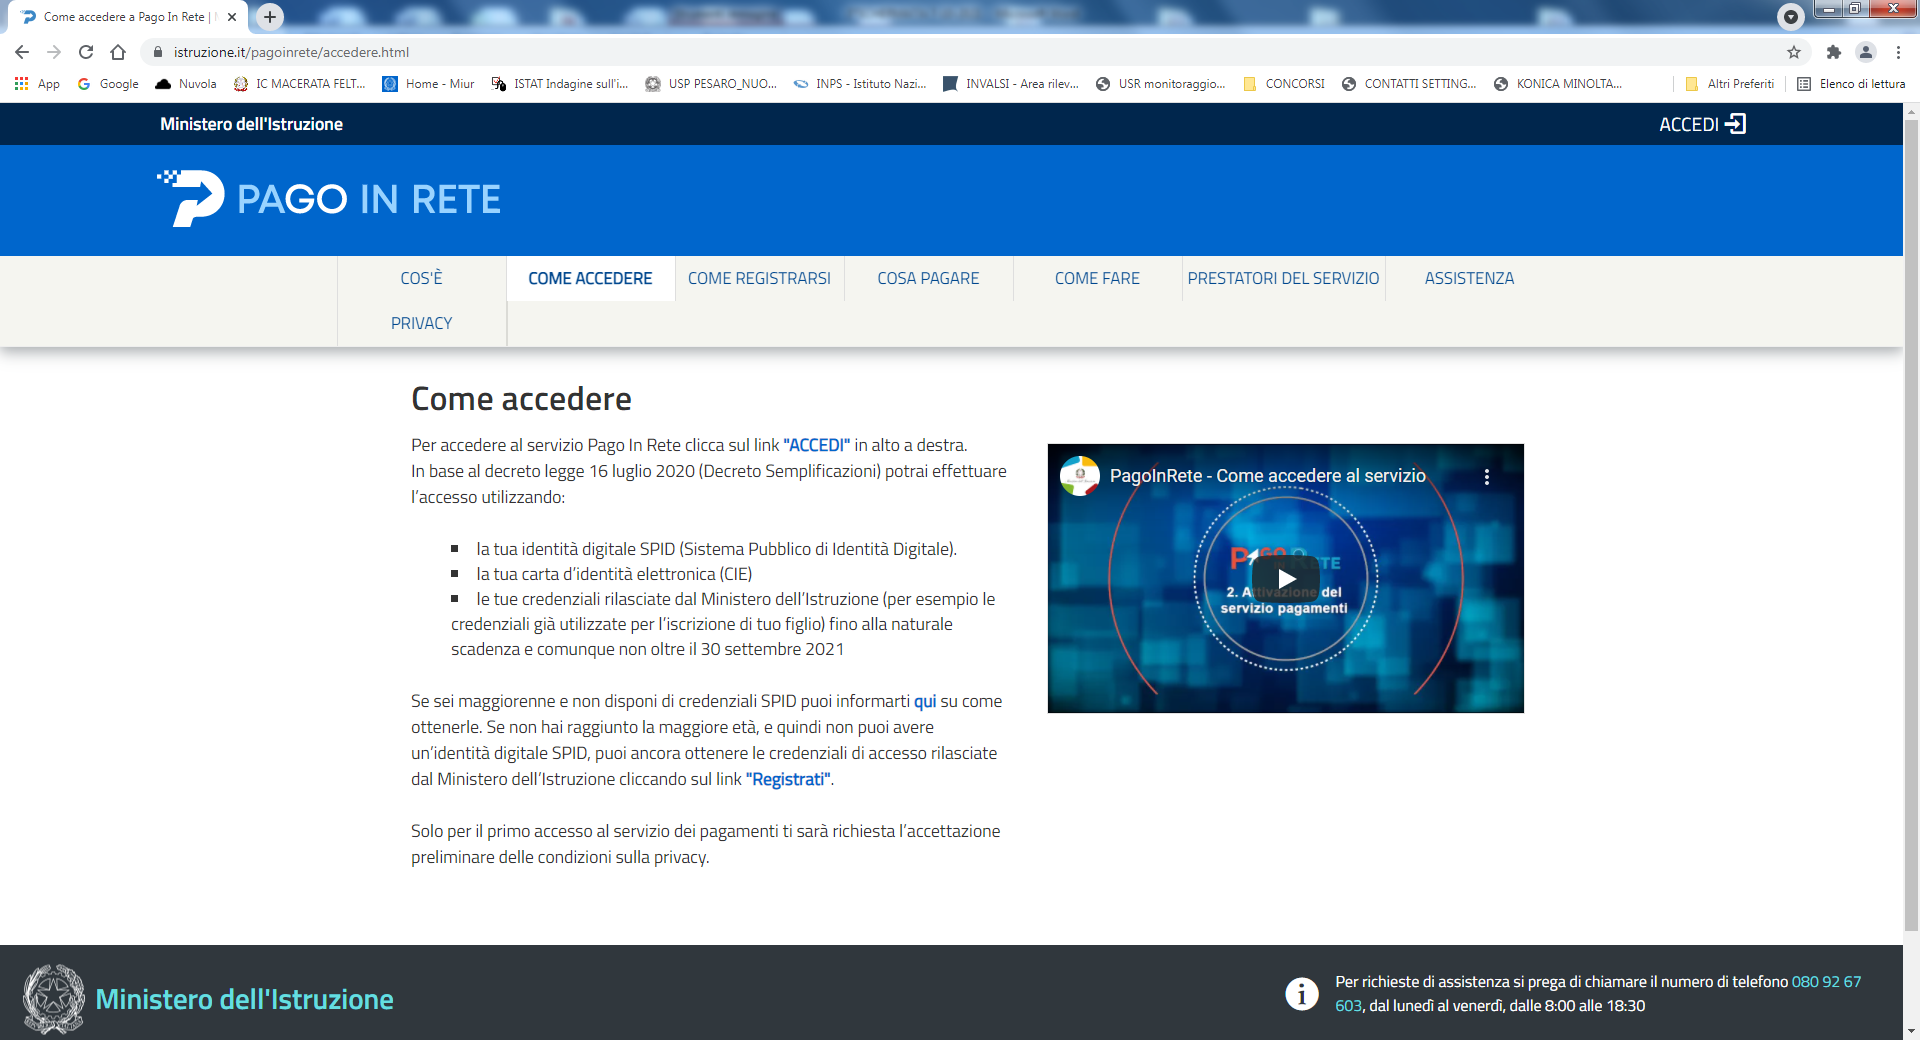 Come accedere a Pago In Rete |
istruzione.it/pagoinrete/accedere.html
App
Google
Nuvola
IC MACERATA FELT...
Home - Miur
ISTAT Indagine sull'i...
USP PESARO_NUO...
INPS - Istituto Nazi...
INVALSI - Area rilev...
USR monitoraggio...
CONCORSI
CONTATTI SETTING...
KONICA MINOLTA...
Altri Preferiti
Elenco di lettura
Ministero dell'Istruzione
ACCEDI
PAGO IN RETE
COS'È
COME ACCEDERE
COME REGISTRARSI
COSA PAGARE
COME FARE
PRESTATORI DEL SERVIZIO
ASSISTENZA
PRIVACY
Come accedere
Per accedere al servizio Pago In Rete clicca sul link "ACCEDI" in alto a destra.
In base al decreto legge 16 luglio 2020 (Decreto Semplificazioni) potrai effettuare
l'accesso utilizzando:
la tua identità digitale SPID (Sistema Pubblico di Identità Digitale).
la tua carta d'identità elettronica (CIE)
le tue credenziali rilasciate dal Ministero dell'Istruzione (per esempio le
credenziali già utilizzate per l'iscrizione di tuo figlio) fino alla naturale
scadenza e comunque non oltre il 30 settembre 2021
Se sei maggiorenne e non disponi di credenziali SPID puoi informarti qui su come
ottenerle. Se non hai raggiunto la maggiore età, e quindi non puoi avere
un'identità digitale SPID, puoi ancora ottenere le credenziali di accesso rilasciate
dal Ministero dell'Istruzione cliccando sul link "Registrati".
Solo per il primo accesso al servizio dei pagamenti ti sarà richiesta l'accettazione
preliminare delle condizioni sulla privacy.
PagoInRete - Come accedere al servizio
2. Attivazione del
servizio pagamenti
Ministero dell'Istruzione
Per richieste di assistenza si prega di chiamare il numero di telefono 080 92 67
603, dal lunedì al venerdì, dalle 8:00 alle 18:30